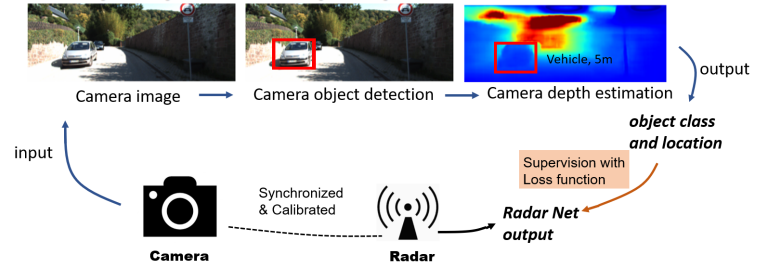 Vehicle, 5m
Camera image
Camera object detection
Camera depth estimation
output
object class
and location
input
Supervision with
Loss function
Synchronized
& Calibrated
Radar Net
output
Camera
Radar